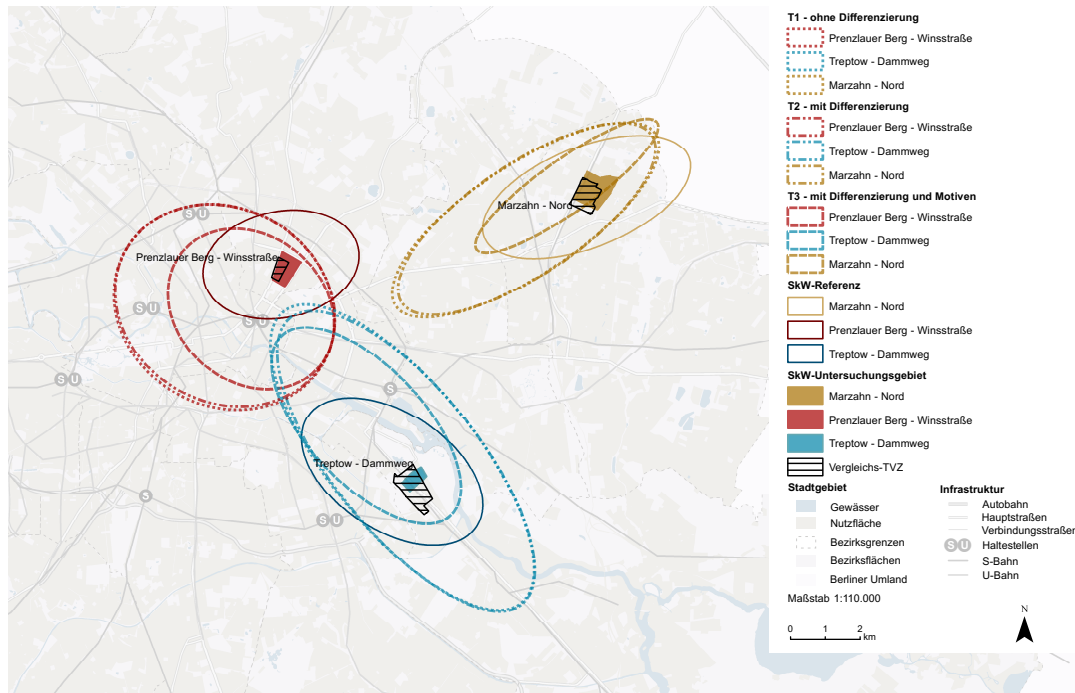 Marzahn - Nord
S U
Prenzlauer Berg - Winsstraße
S U
S U
S U
S
Treptow - Dammweg
S
S U
T1 - ohne Differenzierung
Prenzlauer Berg - Winsstraße
Treptow - Dammweg
Marzahn - Nord
T2 - mit Differenzierung
Prenzlauer Berg - Winsstraße
Treptow - Dammweg
Marzahn - Nord
T3 - mit Differenzierung und Motiven
Prenzlauer Berg - Winsstraße
Treptow - Dammweg
Marzahn - Nord
SkW-Referenz
Marzahn - Nord
Prenzlauer Berg - Winsstraße
Treptow - Dammweg
SkW-Untersuchungsgebiet
Marzahn - Nord
Prenzlauer Berg - Winsstraße
Treptow - Dammweg
Vergleichs-TVZ
Stadtgebiet
Gewässer
Nutzfläche
Bezirksgrenzen
Bezirksflächen
Berliner Umland
Infrastruktur
Autobahn
Hauptstraßen
Verbindungsstraßen
S U Haltestellen
S-Bahn
U-Bahn
Maßstab 1:110.000
0 1 2
km
N